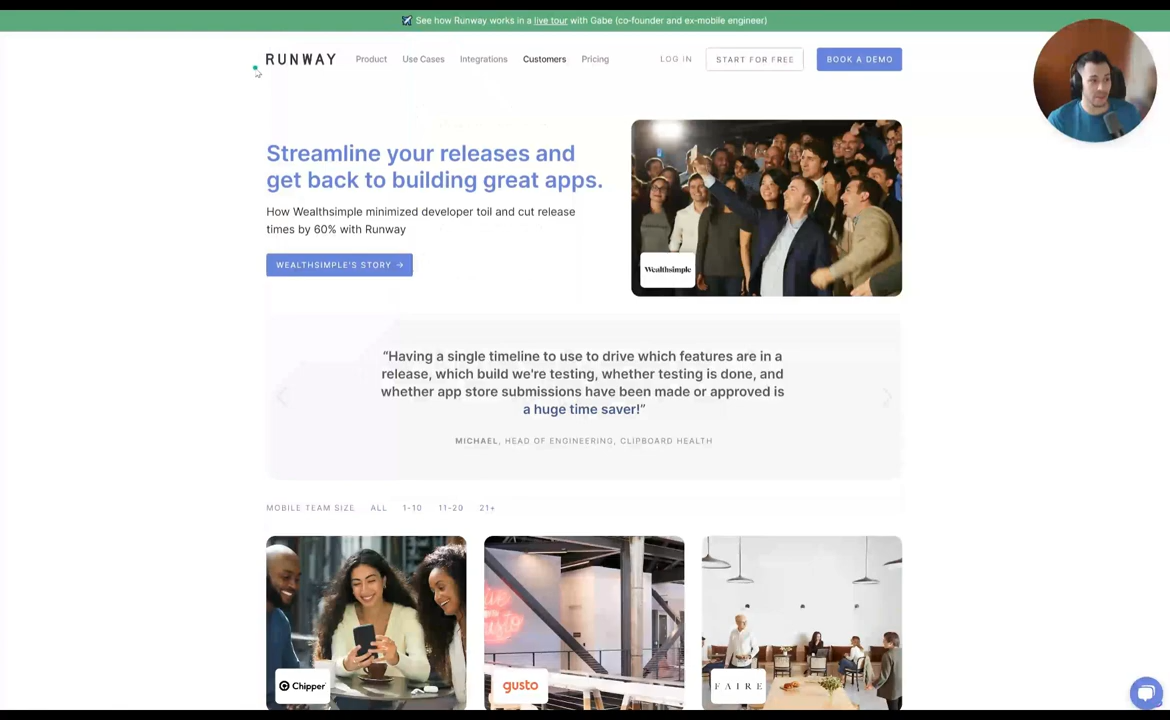 See how Runway works in a live tour with Gabe (co-founder and ex-mobile engineer)
RUNWAY Product Use Cases Integrations Customers Pricing LOG IN START FOR FREE BOOK A DEMO
Streamline your releases and
get back to building great apps.
How Wealthsimple minimized developer toil and cut release
times by 60% with Runway
WEALTHSIMPLE'S STORY →
Wealthsimple
“Having a single timeline to use to drive which features are in a
release, which build we're testing, whether testing is done, and
whether app store submissions have been made or approved is
a huge time saver!”
MICHAEL, HEAD OF ENGINEERING, CLIPBOARD HEALTH
MOBILE TEAM SIZE ALL 1-10 11-20 21+
Chipper
gusto
FAIRE